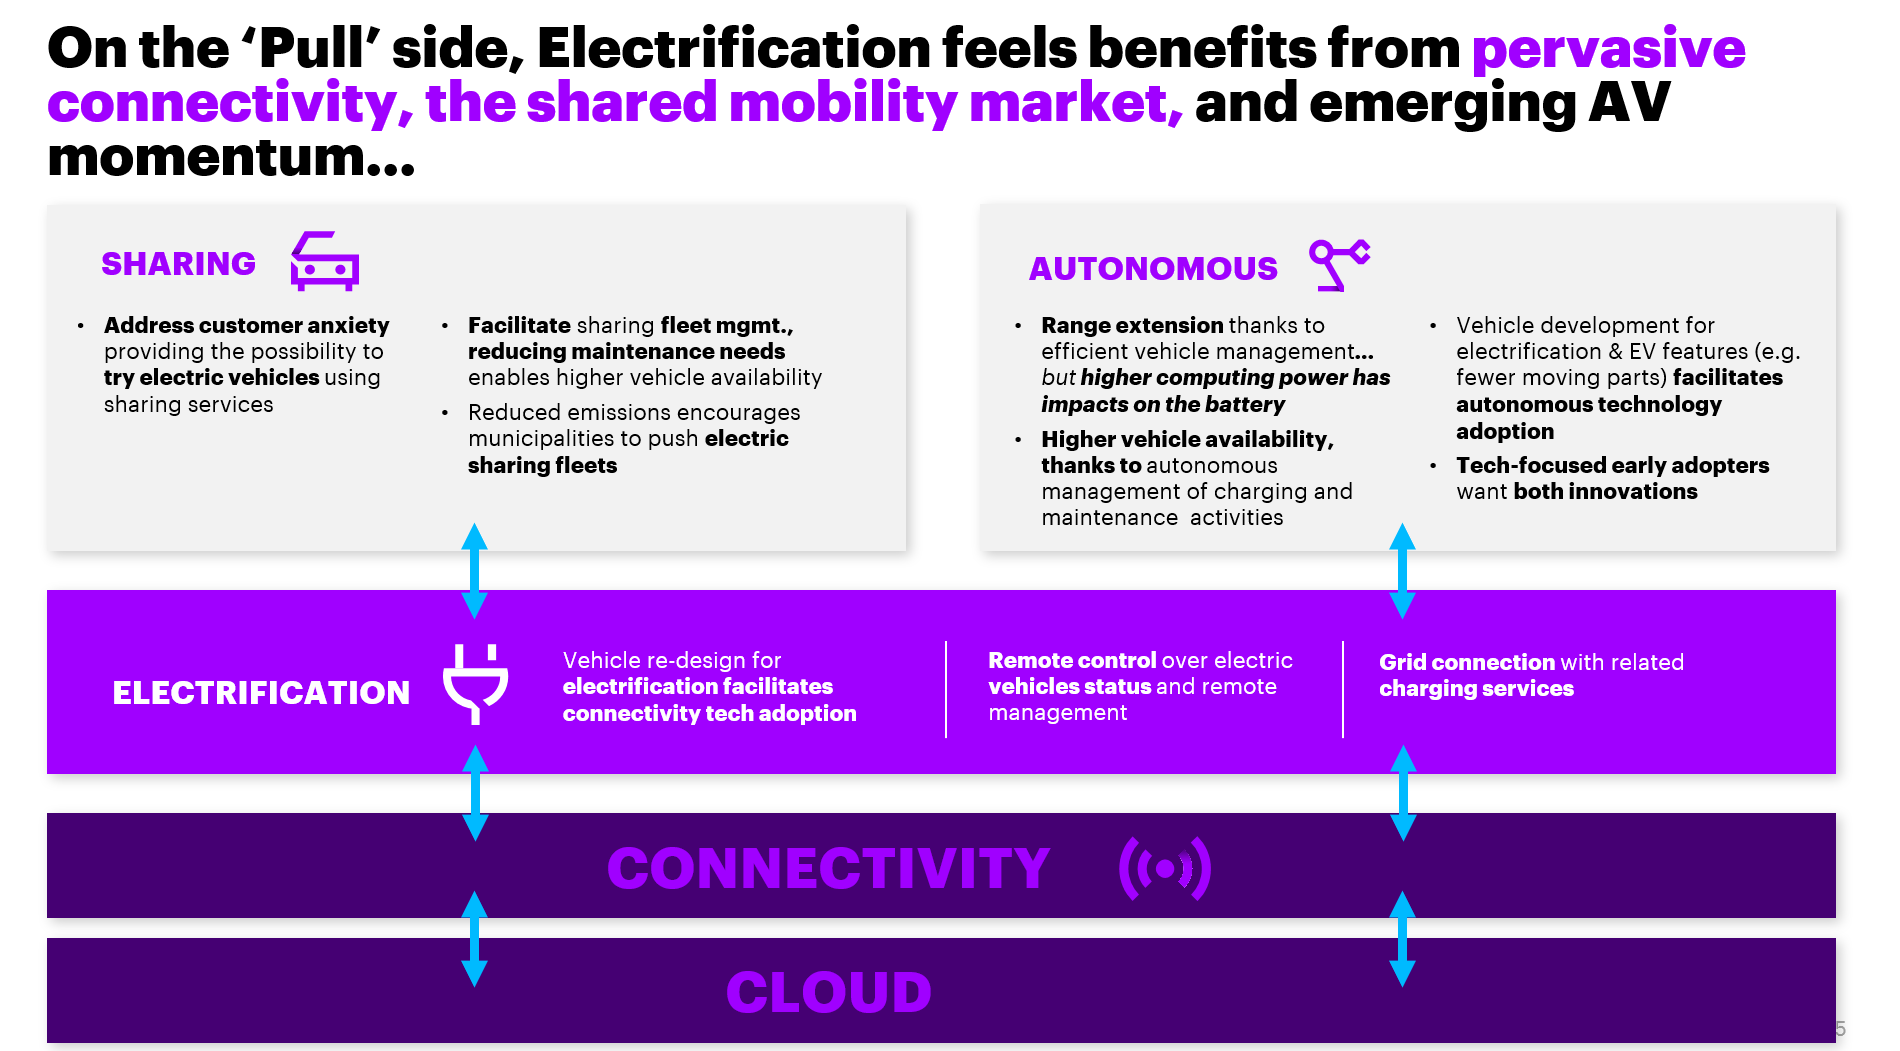 On the ‘Pull’ side, Electrification feels benefits from pervasive
connectivity, the shared mobility market, and emerging AV
momentum...
SHARING
• Address customer anxiety
providing the possibility to
try electric vehicles using
sharing services
• Facilitate sharing fleet mgmt.,
reducing maintenance needs
enables higher vehicle availability
• Reduced emissions encourages
municipalities to push electric
sharing fleets
AUTONOMOUS
• Range extension thanks to
efficient vehicle management...
but higher computing power has
impacts on the battery
• Higher vehicle availability,
thanks to autonomous
management of charging and
maintenance activities
• Vehicle development for
electrification & EV features (e.g.
fewer moving parts) facilitates
autonomous technology
adoption
• Tech-focused early adopters
want both innovations
ELECTRIFICATION
Vehicle re-design for
electrification facilitates
connectivity tech adoption
Remote control over electric
vehicles status and remote
management
Grid connection with related
charging services
CONNECTIVITY
CLOUD
5